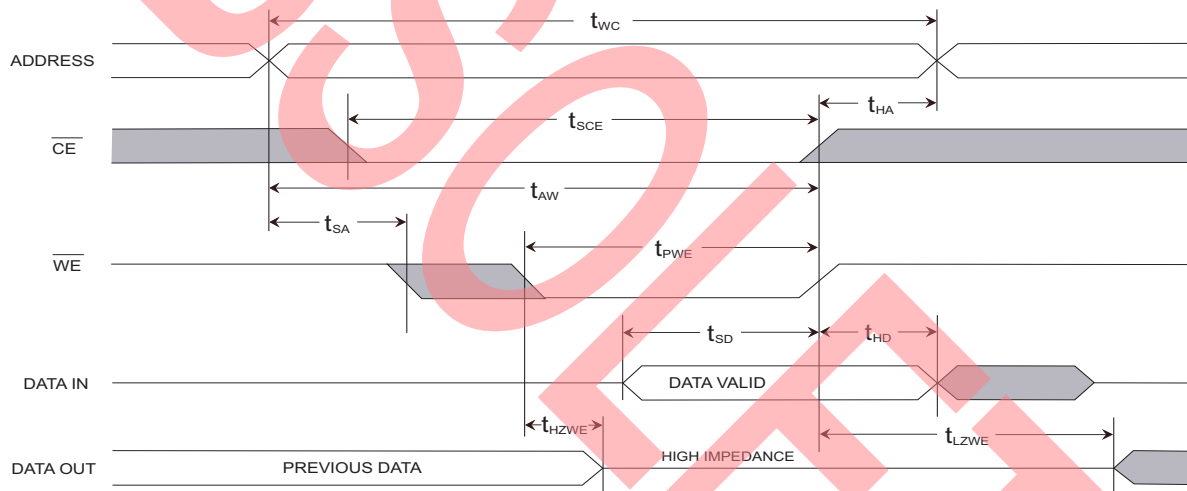 tWC
ADDRESS
tHA
tSCE
CE
tAW
tSA
tPWE
WE
tSD
tHD
DATA IN
DATA VALID
tHZWE
tLZWE
HIGH IMPEDANCE
DATA OUT
PREVIOUS DATA